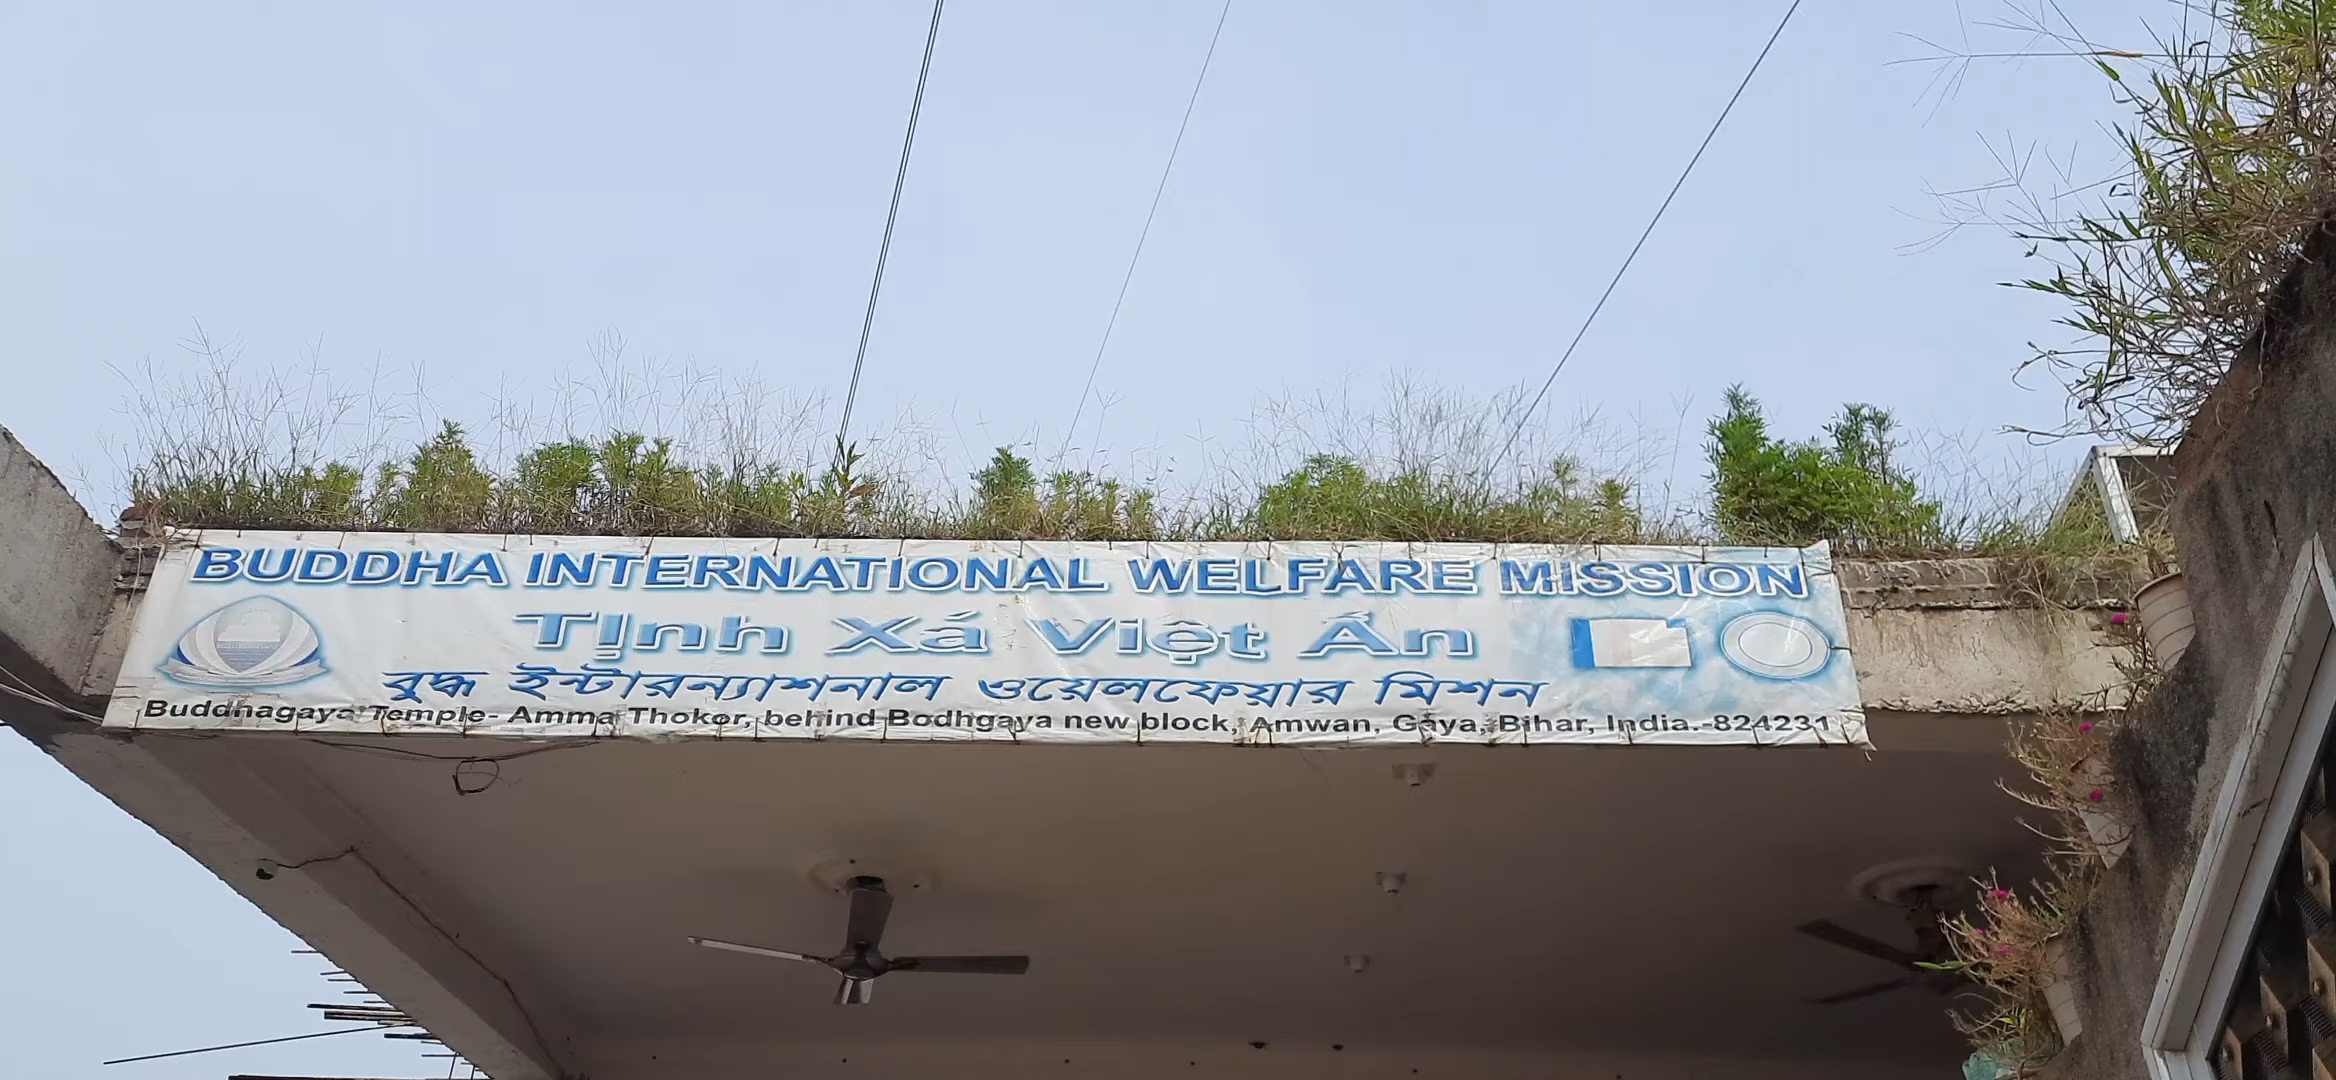 BUDDHA INTERNATIONAL WELFARE MISSION
Tịnh Xá Việt Ấn
বুদ্ধ ইন্টারন্যাশনাল ওয়েলফেয়ার মিশন
Buddhagaya Temple- Amma Thokor, behind Bodhgaya new block, Amwan, Gaya, Bihar, India.-824231